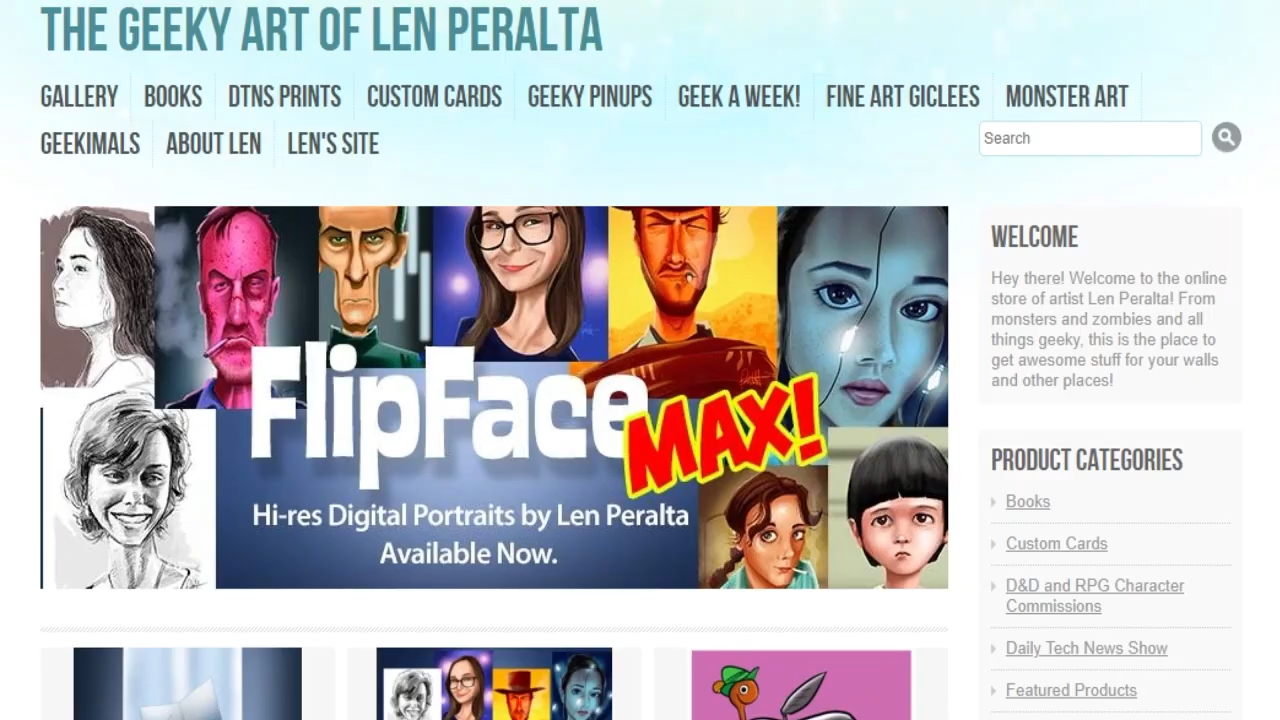 THE GEEKY ART OF LEN PERALTA
GALLERY BOOKS DTNS PRINTS CUSTOM CARDS GEEKY PINUPS GEEK A WEEK! FINE ART GICLEES MONSTER ART
GEEKIMALS ABOUT LEN LEN'S SITE
Search
FlipFace
MAX!
Hi-res Digital Portraits by Len Peralta
Available Now.
WELCOME
Hey there! Welcome to the online
store of artist Len Peralta! From
monsters and zombies and all
things geeky, this is the place to
get awesome stuff for your walls
and other places!
PRODUCT CATEGORIES
Books
Custom Cards
D&D and RPG Character
Commissions
Daily Tech News Show
Featured Products